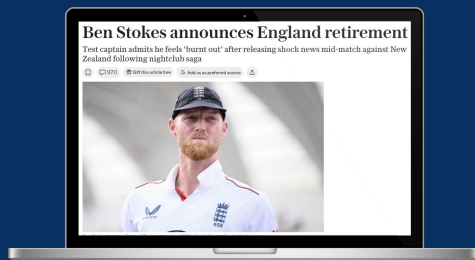 Ben Stokes announces England retirement
Test captain admits he feels ‘burnt out’ after releasing shock news mid-match against New
Zealand following nightclub saga
970
Gift this article free
Add us as preferred source
656